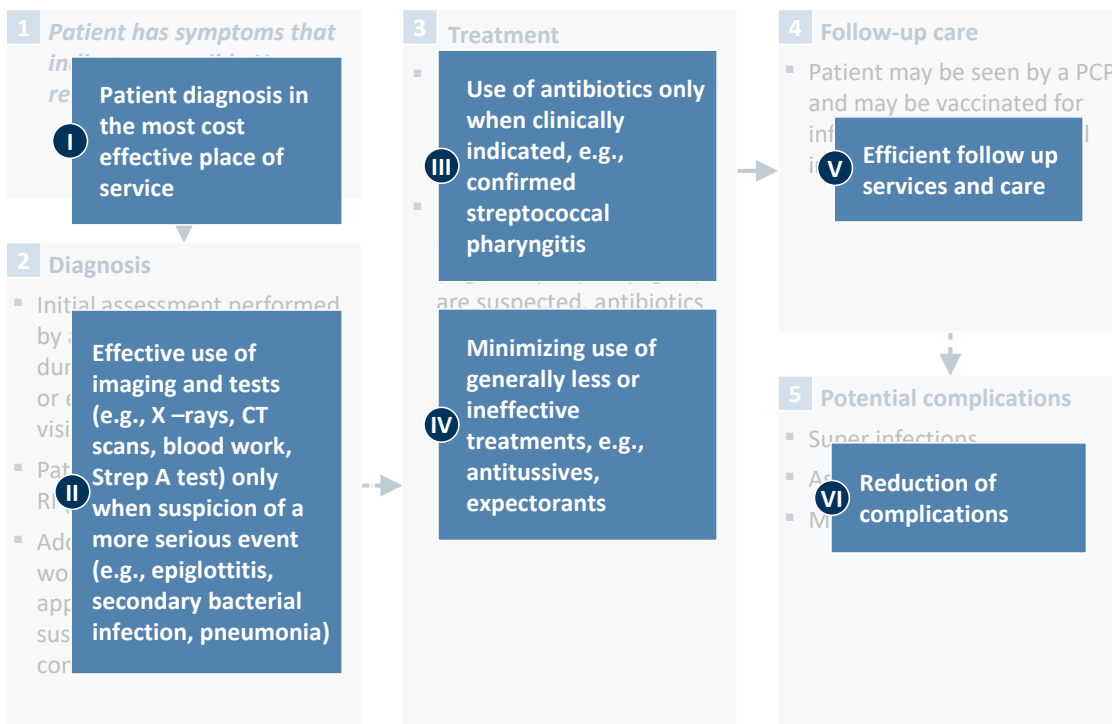 1 Patient has symptoms that
I
Patient diagnosis in
the most cost
effective place of
service
2 Diagnosis
Initial assessment performed
by
or
II
Effective use of
imaging and tests
(e.g., X –rays, CT
scans, blood work,
Strep A test) only
when suspicion of a
more serious event
(e.g., epiglottitis,
secondary bacterial
infection, pneumonia)
3 Treatment
III
Use of antibiotics only
when clinically
indicated, e.g.,
confirmed
streptococcal
pharyngitis
are suspected, antibiotics
IV
Minimizing use of
generally less or
ineffective
treatments, e.g.,
antitussives,
expectorants
4 Follow-up care
Patient may be seen by a PCP
and may be vaccinated for
V
Efficient follow up
services and care
5 Potential complications
Super infections
VI
Reduction of
complications